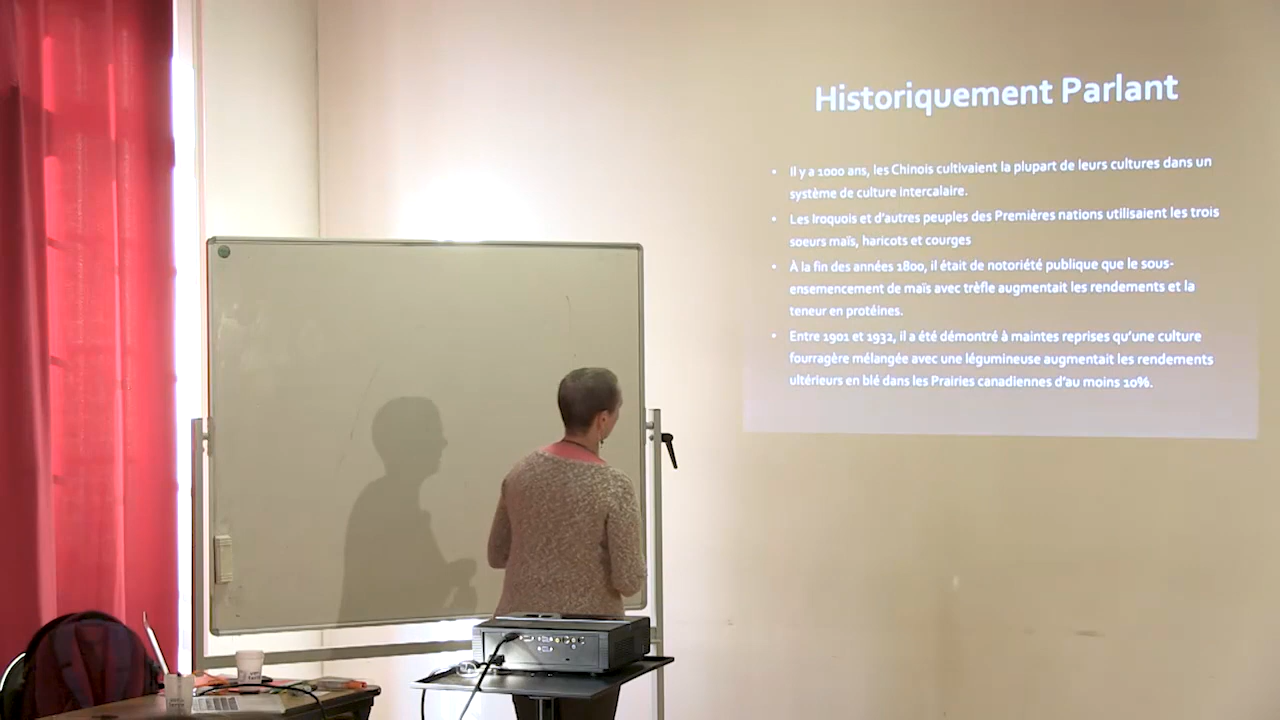 Historiquement Parlant
• Il y a 1000 ans, les Chinois cultivaient la plupart de leurs cultures dans un
système de culture intercalaire.
• Les Iroquois et d'autres peuples des Premières nations utilisaient les trois
soeurs maïs, haricots et courges
• À la fin des années 1800, il était de notoriété publique que le sous-
ensemencement de maïs avec trèfle augmentait les rendements et la
teneur en protéines.
• Entre 1901 et 1932, il a été démontré à maintes reprises qu'une culture
fourragère mélangée avec une légumineuse augmentait les rendements
ultérieurs en blé dans les Prairies canadiennes d'au moins 10%.